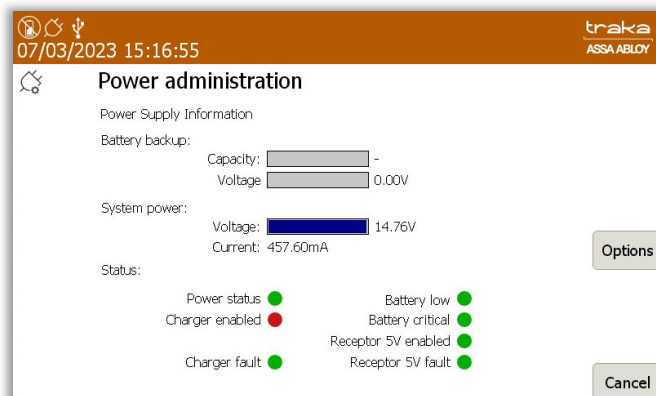 traka
07/03/2023 15:16:55
ASSA ABLOY
Power administration
Power Supply Information
Battery backup:
Capacity: -
Voltage 0.00V
System power:
Voltage: 14.76V
Current: 457.60mA
Options
Status:
Power status Battery low
Charger enabled Battery critical
Receptor 5V enabled
Charger fault Receptor 5V fault
Cancel